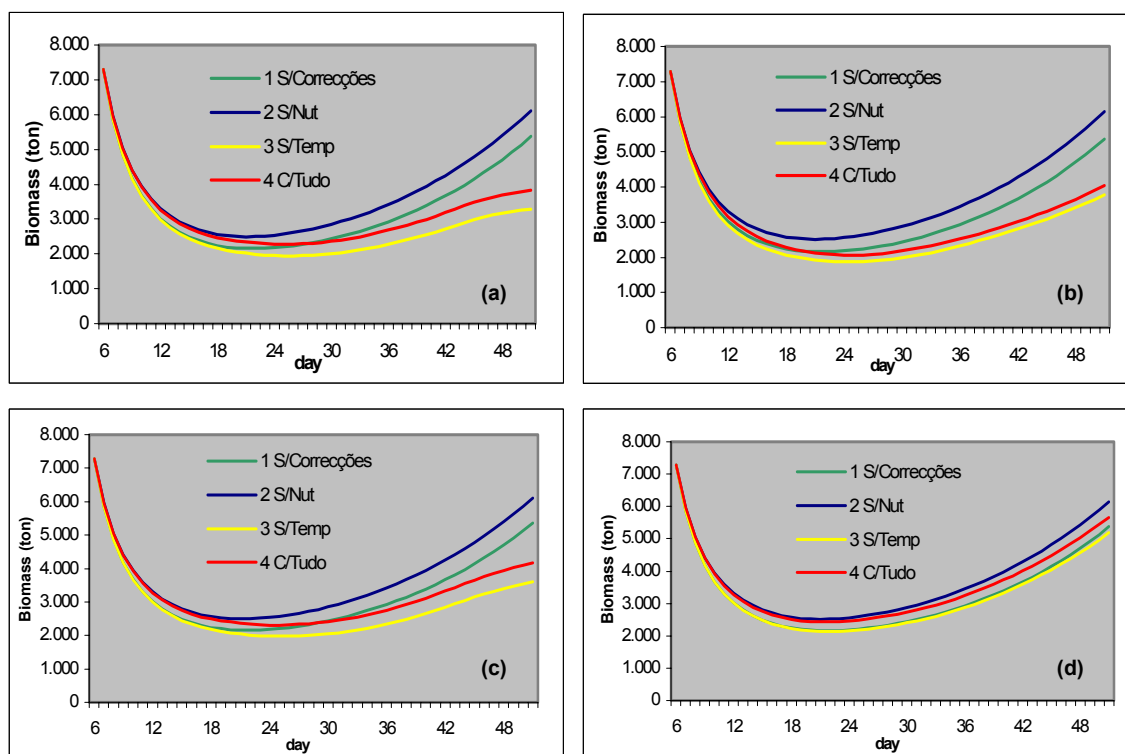 8.000
7.000
6.000
5.000
4.000
3.000
2.000
1.000
0
Biomass (ton)
1 S/Correcções
2 S/Nut
3 S/Temp
4 C/Tudo
(a)
6 12 18 24 30 36 42 48
day
8.000
7.000
6.000
5.000
4.000
3.000
2.000
1.000
0
Biomass (ton)
1 S/Correcções
2 S/Nut
3 S/Temp
4 C/Tudo
(b)
6 12 18 24 30 36 42 48
day
8.000
7.000
6.000
5.000
4.000
3.000
2.000
1.000
0
Biomass (ton)
1 S/Correcções
2 S/Nut
3 S/Temp
4 C/Tudo
(c)
6 12 18 24 30 36 42 48
day
8.000
7.000
6.000
5.000
4.000
3.000
2.000
1.000
0
Biomass (ton)
1 S/Correcções
2 S/Nut
3 S/Temp
4 C/Tudo
(d)
6 12 18 24 30 36 42 48
day